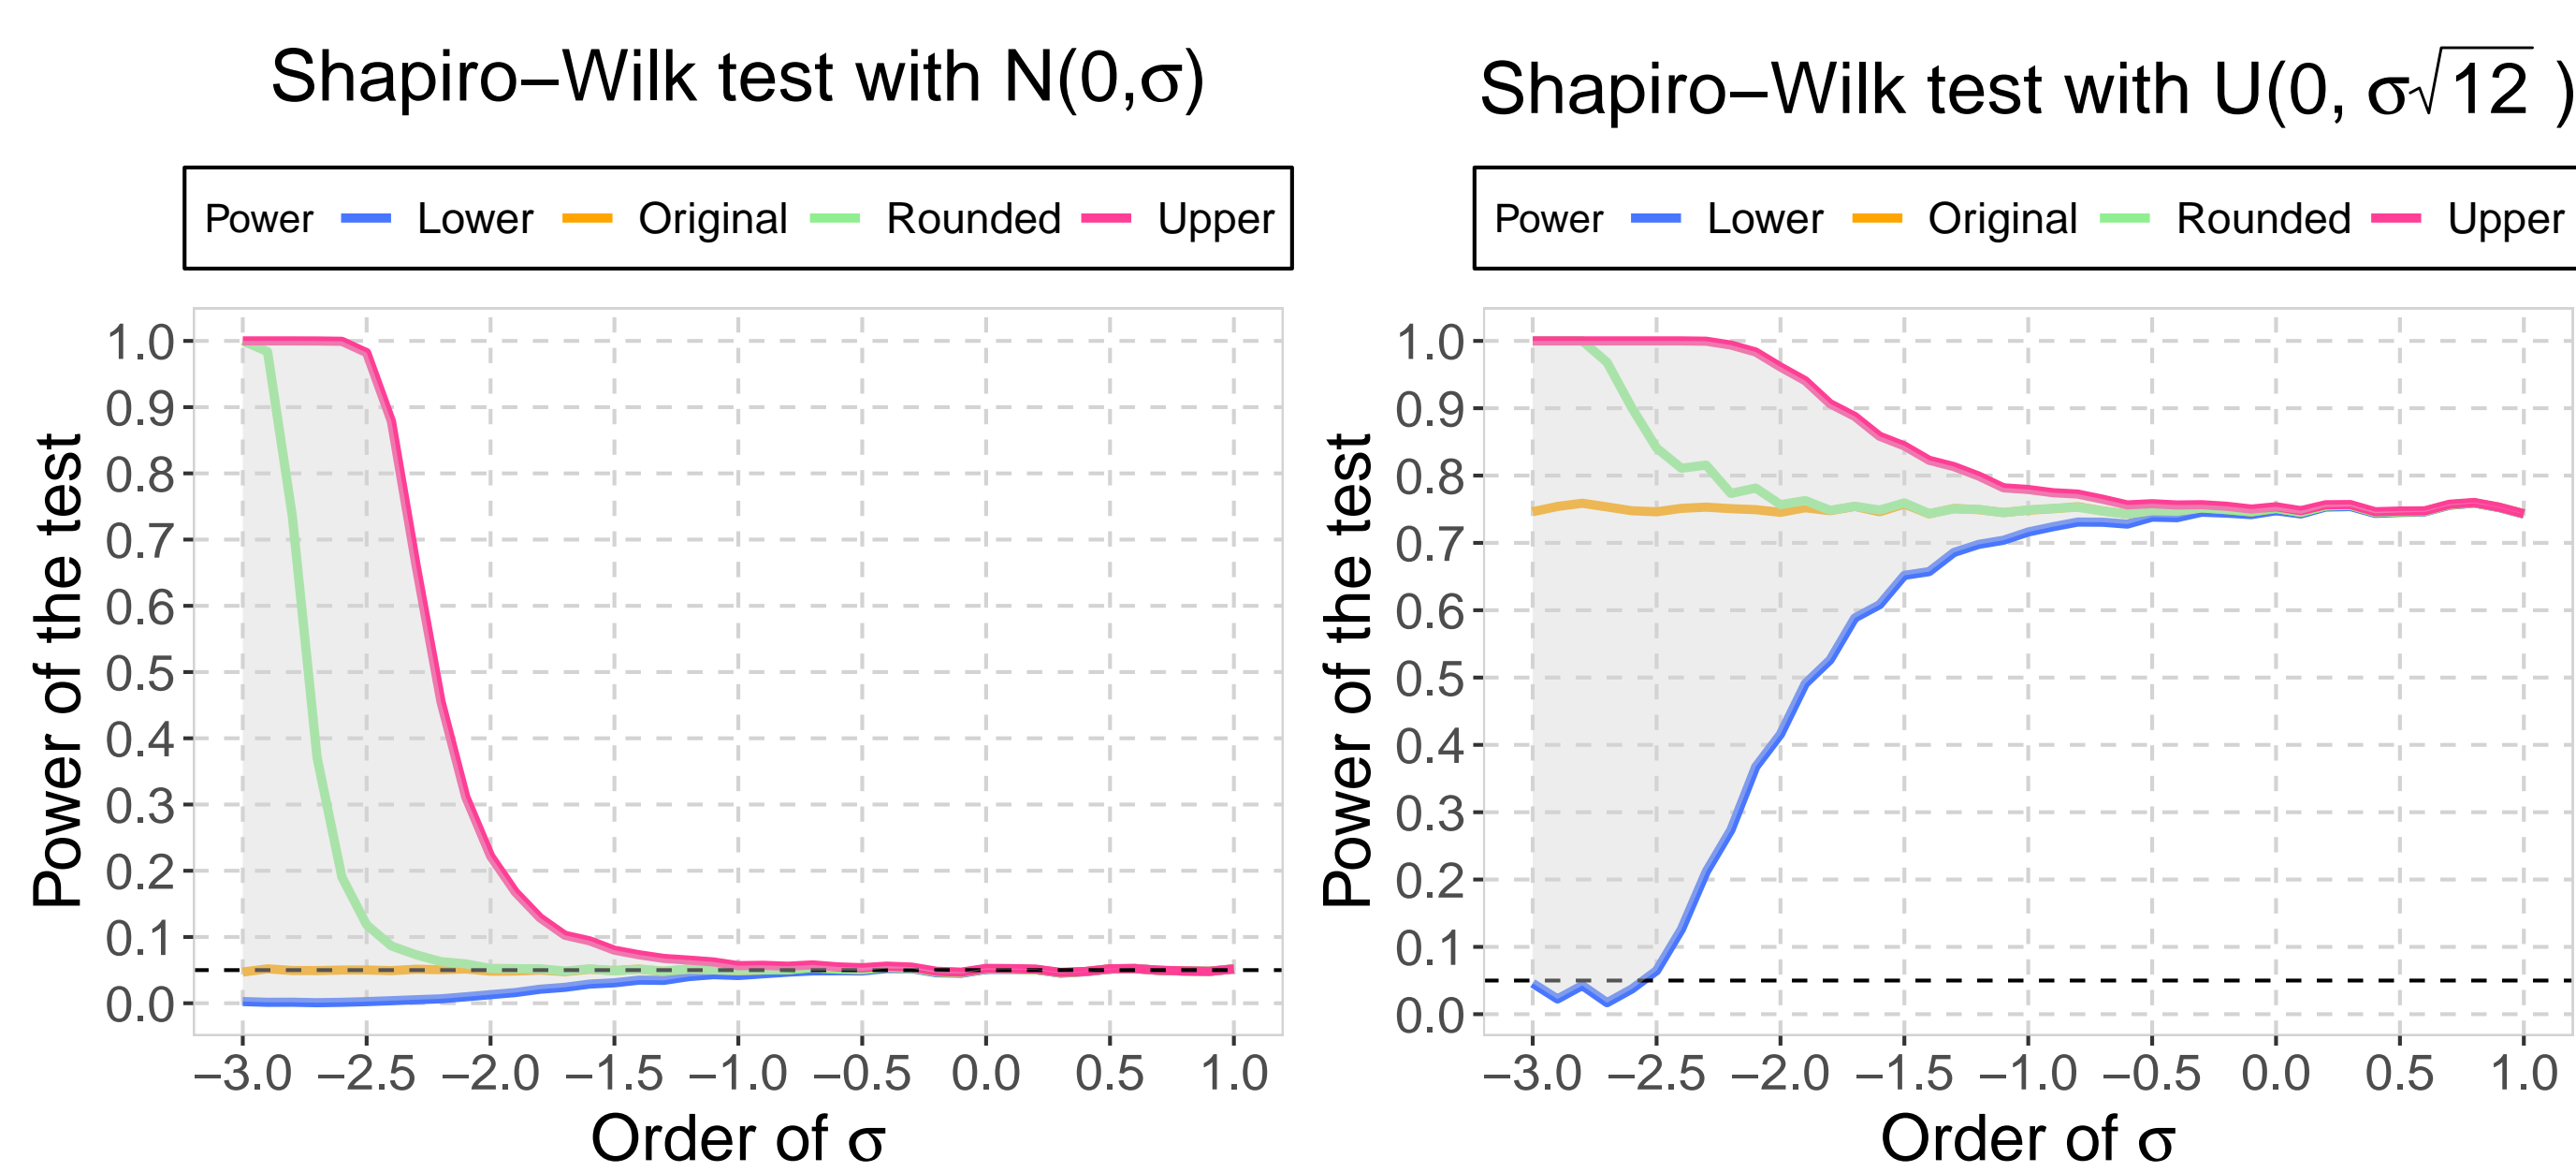 Shapiro–Wilk test with N(0,σ)
Power Lower Original Rounded Upper
Power of the test
1.0
0.9
0.8
0.7
0.6
0.5
0.4
0.3
0.2
0.1
0.0
−3.0 −2.5 −2.0 −1.5 −1.0 −0.5 0.0 0.5 1.0
Order of σ
Shapiro–Wilk test with U(0, σ√12 )
Power Lower Original Rounded Upper
Power of the test
1.0
0.9
0.8
0.7
0.6
0.5
0.4
0.3
0.2
0.1
0.0
−3.0 −2.5 −2.0 −1.5 −1.0 −0.5 0.0 0.5 1.0
Order of σ